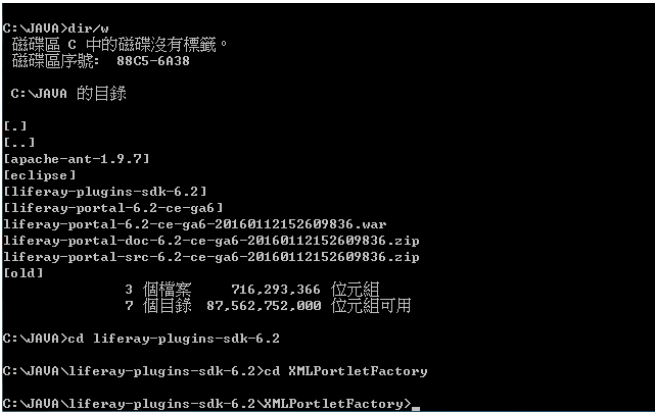 C:\JAVA>dir/w
磁碟區 C 中的磁碟沒有標籤。
磁碟區序號: 88C5-6A38
C:\JAVA 的目錄
[.]
[..]
[apache-ant-1.9.7]
[eclipse]
[liferay-plugins-sdk-6.2]
[liferay-portal-6.2-ce-ga6]
liferay-portal-6.2-ce-ga6-20160112152609836.war
liferay-portal-doc-6.2-ce-ga6-20160112152609836.zip
liferay-portal-src-6.2-ce-ga6-20160112152609836.zip
[old]
3 個檔案 716,293,366 位元組
7 個目錄 87,562,752,000 位元組可用
C:\JAVA>cd liferay-plugins-sdk-6.2
C:\JAVA\liferay-plugins-sdk-6.2>cd XMLPortletFactory
C:\JAVA\liferay-plugins-sdk-6.2\XMLPortletFactory>_